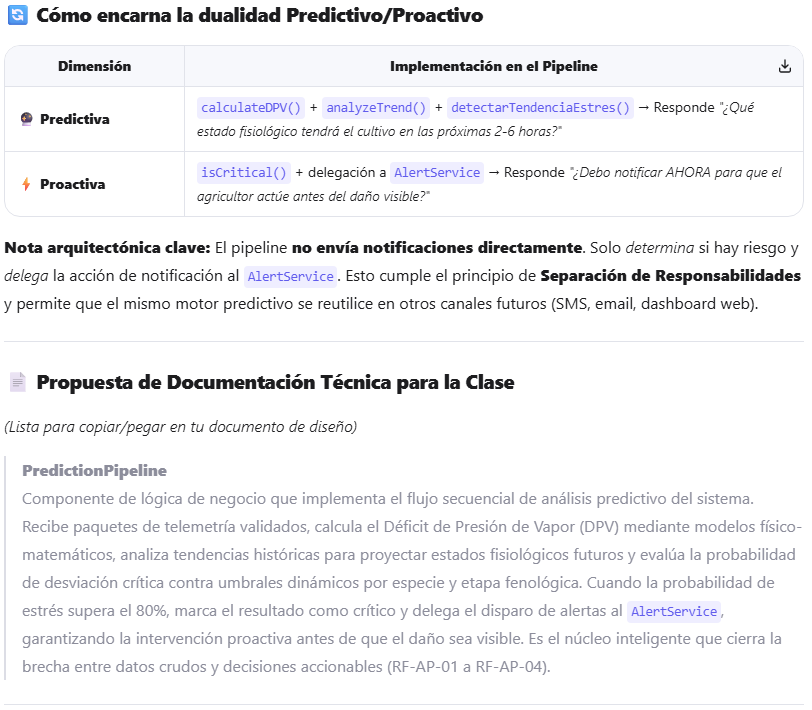 Cómo encarna la dualidad Predictivo/Proactivo
Dimensión Implementación en el Pipeline
Predictiva calculateDPV() + analyzeTrend() + detectarTendenciaEstres() → Responde "¿Qué
estado fisiológico tendrá el cultivo en las próximas 2-6 horas?"
Proactiva isCritical() + delegación a AlertService → Responde "¿Debo notificar AHORA para que el
agricultor actúe antes del daño visible?"
Nota arquitectónica clave: El pipeline no envía notificaciones directamente. Solo determina si hay riesgo y
delega la acción de notificación al AlertService. Esto cumple el principio de Separación de Responsabilidades
y permite que el mismo motor predictivo se reutilice en otros canales futuros (SMS, email, dashboard web).
Propuesta de Documentación Técnica para la Clase
(Lista para copiar/pegar en tu documento de diseño)
PredictionPipeline
Componente de lógica de negocio que implementa el flujo secuencial de análisis predictivo del sistema.
Recibe paquetes de telemetría validados, calcula el Déficit de Presión de Vapor (DPV) mediante modelos físico-
matemáticos, analiza tendencias históricas para proyectar estados fisiológicos futuros y evalúa la probabilidad
de desviación crítica contra umbrales dinámicos por especie y etapa fenológica. Cuando la probabilidad de
estrés supera el 80%, marca el resultado como crítico y delega el disparo de alertas al AlertService,
garantizando la intervención proactiva antes de que el daño sea visible. Es el núcleo inteligente que cierra la
brecha entre datos crudos y decisiones accionables (RF-AP-01 a RF-AP-04).